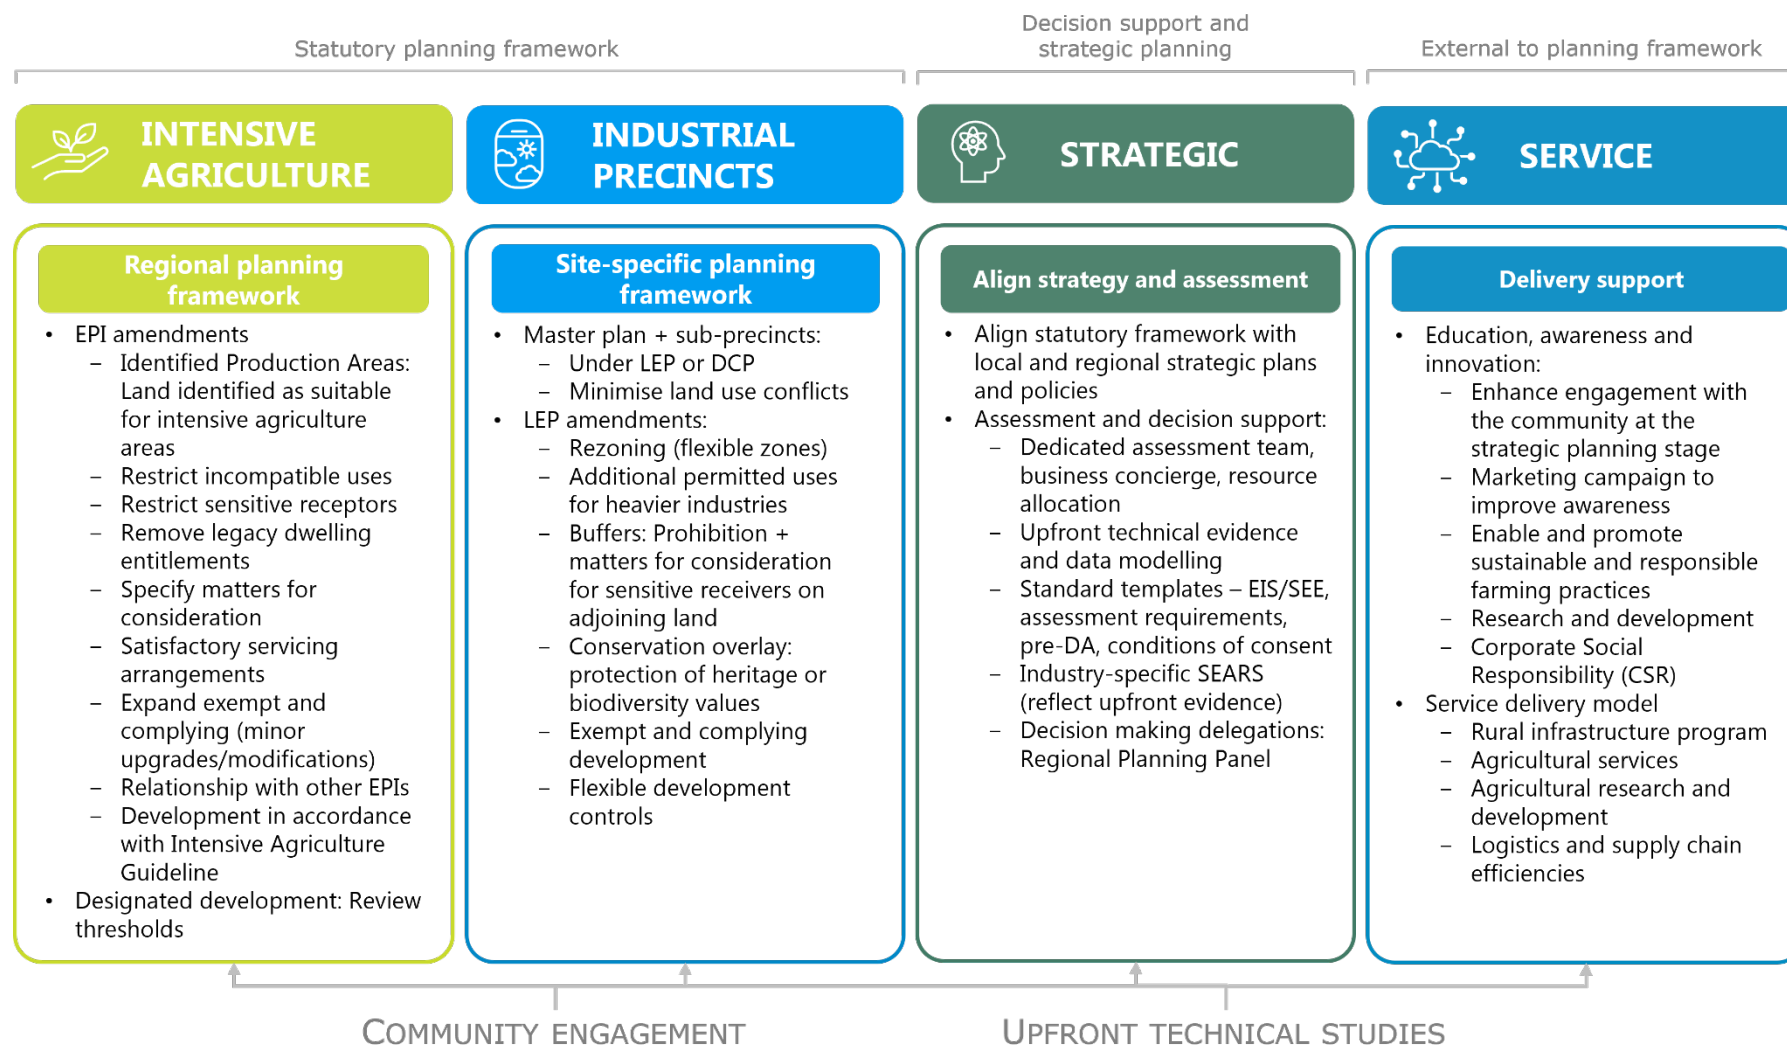 Statutory planning framework
Decision support and
strategic planning
External to planning framework
INTENSIVE
AGRICULTURE
INDUSTRIAL
PRECINCTS
STRATEGIC
SERVICE
Regional planning
framework
• EPI amendments
– Identified Production Areas:
Land identified as suitable
for intensive agriculture
areas
– Restrict incompatible uses
– Restrict sensitive receptors
– Remove legacy dwelling
entitlements
– Specify matters for
consideration
– Satisfactory servicing
arrangements
– Expand exempt and
complying (minor
upgrades/modifications)
– Relationship with other EPIs
– Development in accordance
with Intensive Agriculture
Guideline
• Designated development: Review
thresholds
Site-specific planning
framework
• Master plan + sub-precincts:
– Under LEP or DCP
– Minimise land use conflicts
• LEP amendments:
– Rezoning (flexible zones)
– Additional permitted uses
for heavier industries
– Buffers: Prohibition +
matters for consideration
for sensitive receivers on
adjoining land
– Conservation overlay:
protection of heritage or
biodiversity values
– Exempt and complying
development
– Flexible development
controls
Align strategy and assessment
• Align statutory framework with
local and regional strategic plans
and policies
• Assessment and decision support:
– Dedicated assessment team,
business concierge, resource
allocation
– Upfront technical evidence
and data modelling
– Standard templates – EIS/SEE,
assessment requirements,
pre-DA, conditions of consent
– Industry-specific SEARS
(reflect upfront evidence)
– Decision making delegations:
Regional Planning Panel
Delivery support
• Education, awareness and
innovation:
– Enhance engagement with
the community at the
strategic planning stage
– Marketing campaign to
improve awareness
– Enable and promote
sustainable and responsible
farming practices
– Research and development
– Corporate Social
Responsibility (CSR)
• Service delivery model
– Rural infrastructure program
– Agricultural services
– Agricultural research and
development
– Logistics and supply chain
efficiencies
COMMUNITY ENGAGEMENT
UPFRONT TECHNICAL STUDIES